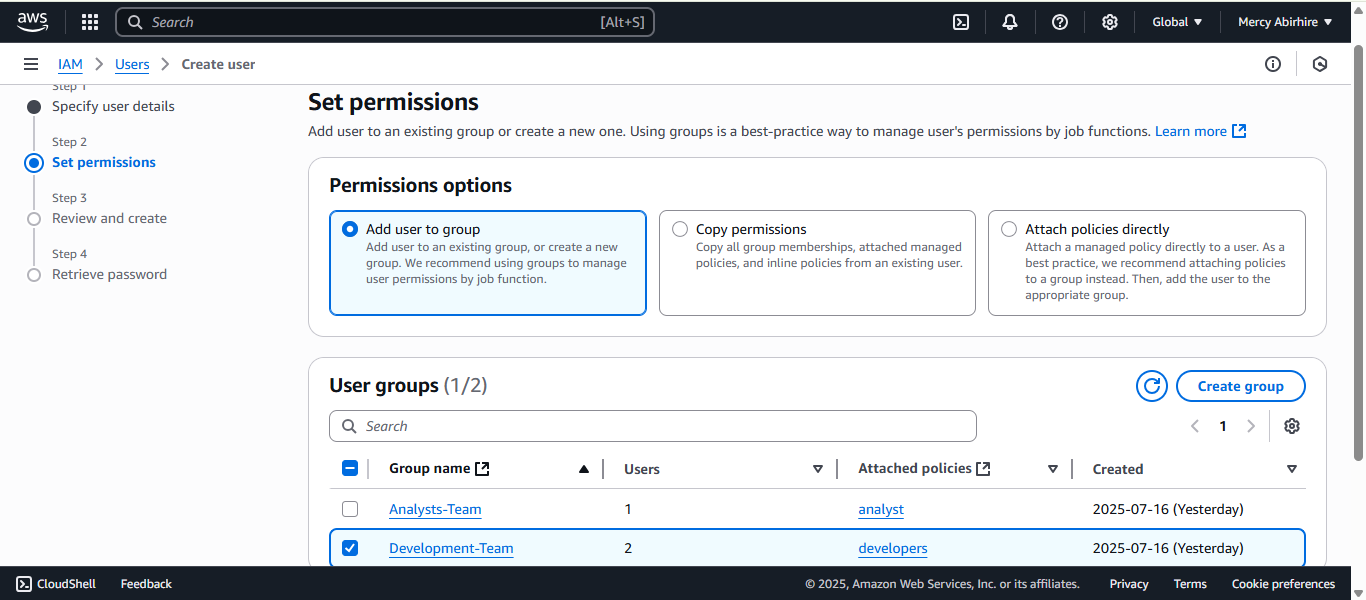 aws
Search [Alt+S]
Global
Mercy Abirhire
IAM
Users
Create user
Step 1
Specify user details
Step 2
Set permissions
Step 3
Review and create
Step 4
Retrieve password
Set permissions
Add user to an existing group or create a new one. Using groups is a best-practice way to manage user's permissions by job functions. Learn more
Permissions options
Add user to group
Add user to an existing group, or create a new
group. We recommend using groups to manage
user permissions by job function.
Copy permissions
Copy all group memberships, attached managed
policies, and inline policies from an existing user.
Attach policies directly
Attach a managed policy directly to a user. As a
best practice, we recommend attaching policies
to a group instead. Then, add the user to the
appropriate group.
User groups (1/2)
Create group
Search
1
Group name Users Attached policies Created
Analysts-Team 1 analyst 2025-07-16 (Yesterday)
Development-Team 2 developers 2025-07-16 (Yesterday)
CloudShell Feedback © 2025, Amazon Web Services, Inc. or its affiliates. Privacy Terms Cookie preferences